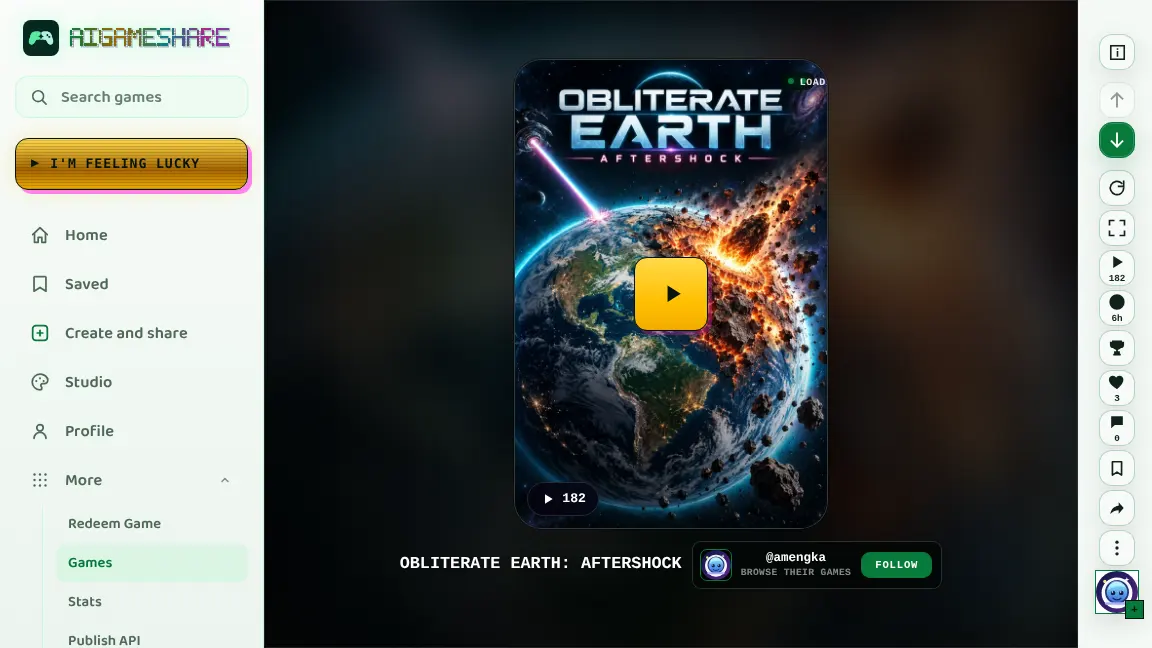 AIGAMESHARE
Search games
I'M FEELING LUCKY
Home
Saved
Create and share
Studio
Profile
More
Redeem Game
Games
Stats
Publish API
LOAD
OBLITERATE
EARTH
AFTERSHOCK
182
OBLITERATE EARTH: AFTERSHOCK
@amengka
BROWSE THEIR GAMES
FOLLOW
182
6h
3
0